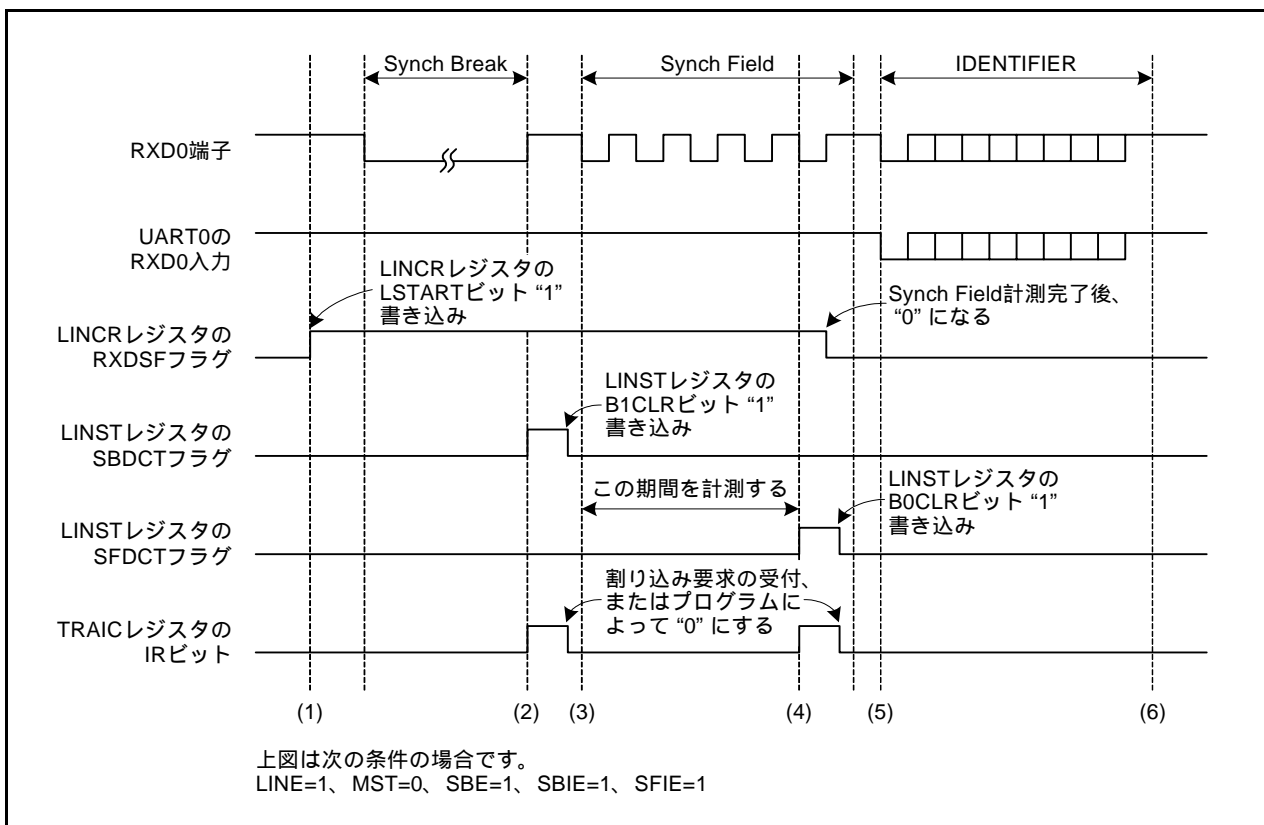 Synch Break
Synch Field
IDENTIFIER
RXD0端子
UART0の
RXD0入力
LINCRレジスタの
LSTARTビット “1”
書き込み
Synch Field計測完了後、
“0” になる
LINCRレジスタの
RXDSFフラグ
LINSTレジスタの
B1CLRビット “1”
書き込み
LINSTレジスタの
SBDCTフラグ
この期間を計測する
LINSTレジスタの
B0CLRビット “1”
書き込み
LINSTレジスタの
SFDCTフラグ
割り込み要求の受付、
またはプログラムに
よって “0” にする
TRAICレジスタの
IRビット
(1) (2) (3) (4) (5) (6)
上図は次の条件の場合です。
LINE=1、MST=0、SBE=1、SBIE=1、SFIE=1